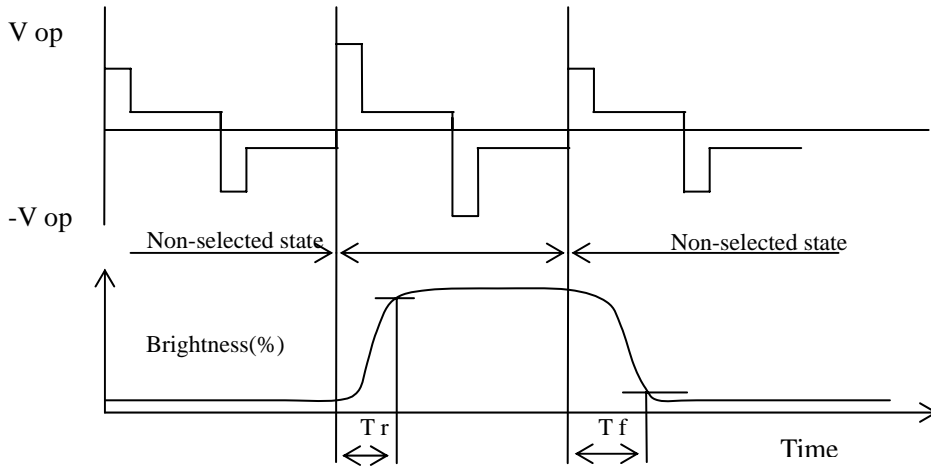 V op
-V op
Non-selected state
Non-selected state
Brightness(%)
T r
T f
Time